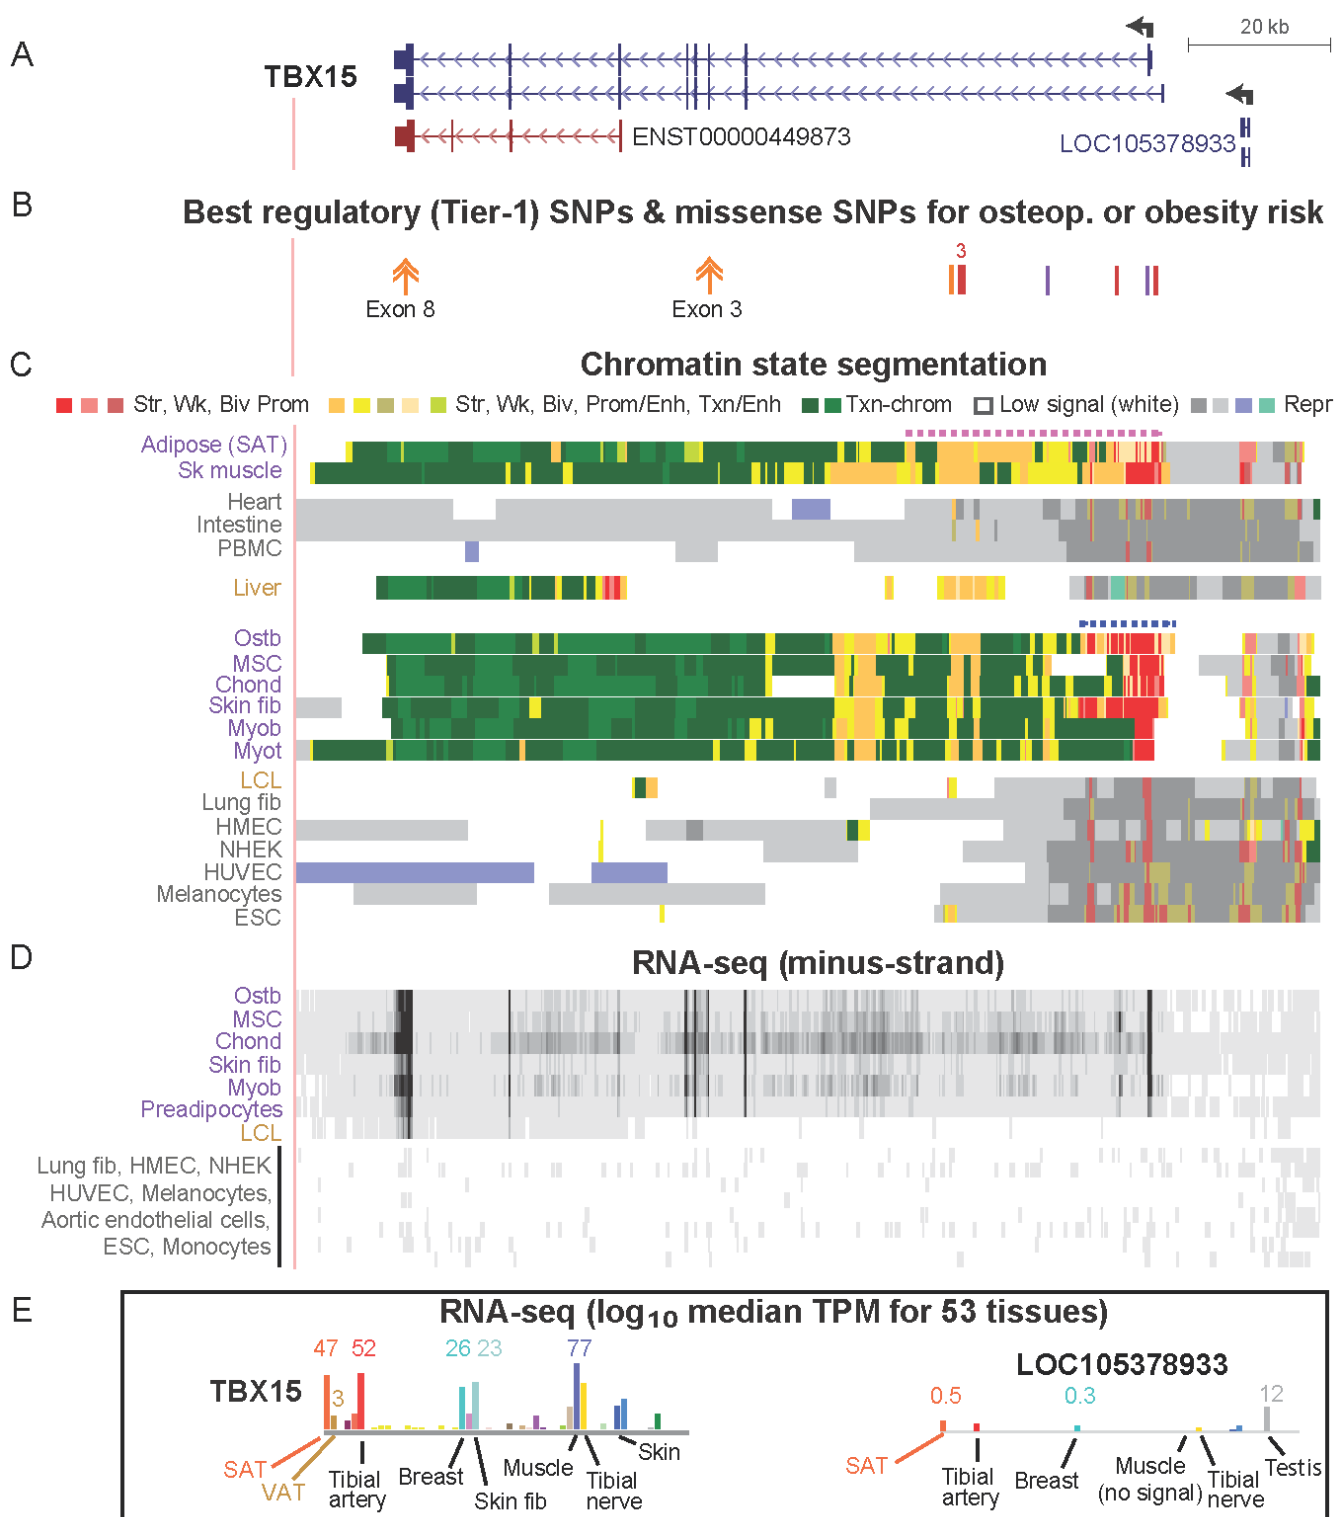 A
20 kb
TBX15
ENST00000449873
LOC105378933
B
Best regulatory (Tier-1) SNPs & missense SNPs for osteop. or obesity risk
3
Exon 8
Exon 3
C
Chromatin state segmentation
Str, Wk, Biv Prom
Str, Wk, Biv, Prom/Enh, Txn/Enh
Txn-chrom
Low signal (white)
Repr
Adipose (SAT)
Sk muscle
Heart
Intestine
PBMC
Liver
Ostb
MSC
Chond
Skin fib
Myob
Myot
LCL
Lung fib
HMEC
NHEK
HUVEC
Melanocytes
ESC
D
RNA-seq (minus-strand)
Ostb
MSC
Chond
Skin fib
Myob
Preadipocytes
LCL
Lung fib, HMEC, NHEK
HUVEC, Melanocytes,
Aortic endothelial cells,
ESC, Monocytes
E
RNA-seq (log10 median TPM for 53 tissues)
47 52 26 23 77
TBX15
3
SAT
VAT
Tibial
artery
Breast
Skin fib
Muscle
Tibial
nerve
Skin
LOC105378933
0.5 0.3 12
SAT
Tibial
artery
Breast
Muscle
(no signal)
Tibial
nerve
Testis